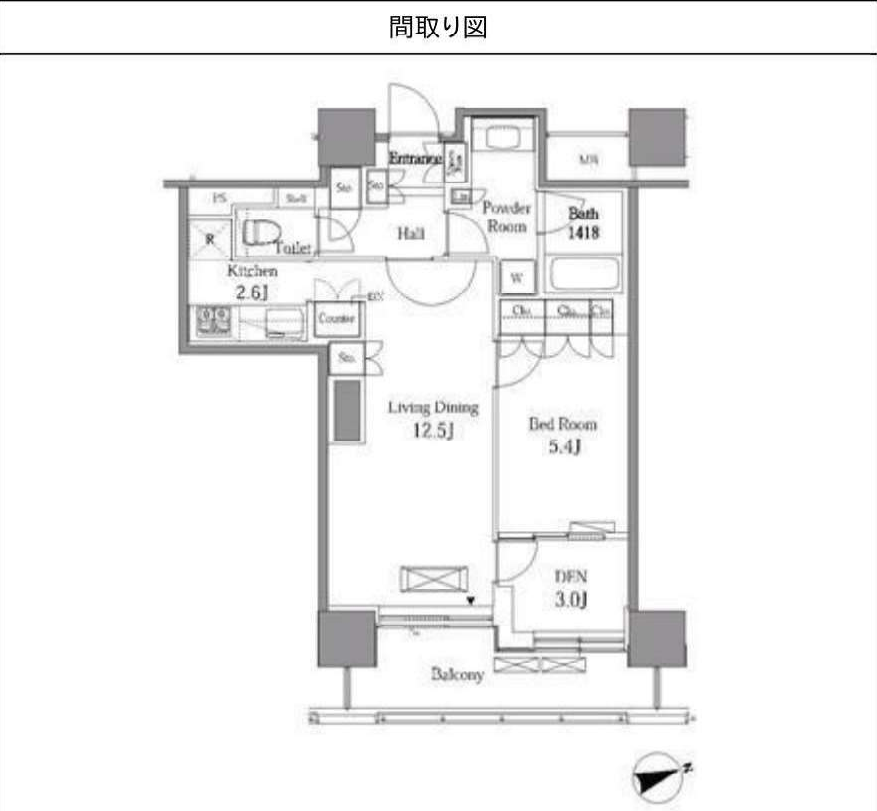 間取り図
Entrance
MB
Sto.
Sto.
PS
Shelf
Lin.
Powder
Room
Bath
1418
R
Toilet
Hall
Kitchen
2.6J
W
Counter
Clo.
Clo.
Clo.
Sto.
Living Dining
12.5J
Bed Room
5.4J
DEN
3.0J
Balcony
N